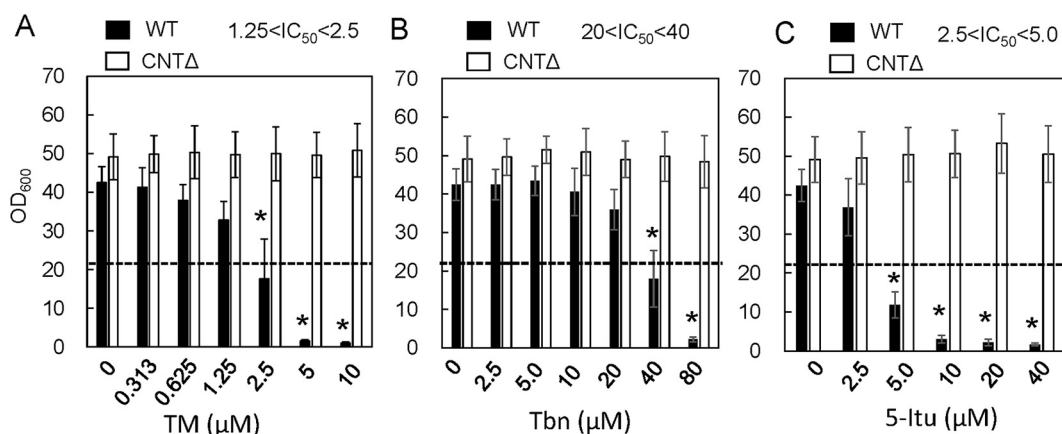 A
WT 1.25<IC50<2.5
CNTΔ
OD600
70
60
50
40
30
20
10
0
* * *
0 0.313 0.625 1.25 2.5 5 10
TM (μM)
B
WT 20<IC50<40
CNTΔ
70
60
50
40
30
20
10
0
* *
0 2.5 5.0 10 20 40 80
Tbn (μM)
C
WT 2.5<IC50<5.0
CNTΔ
70
60
50
40
30
20
10
0
* * * *
0 2.5 5.0 10 20 40
5-Itu (μM)